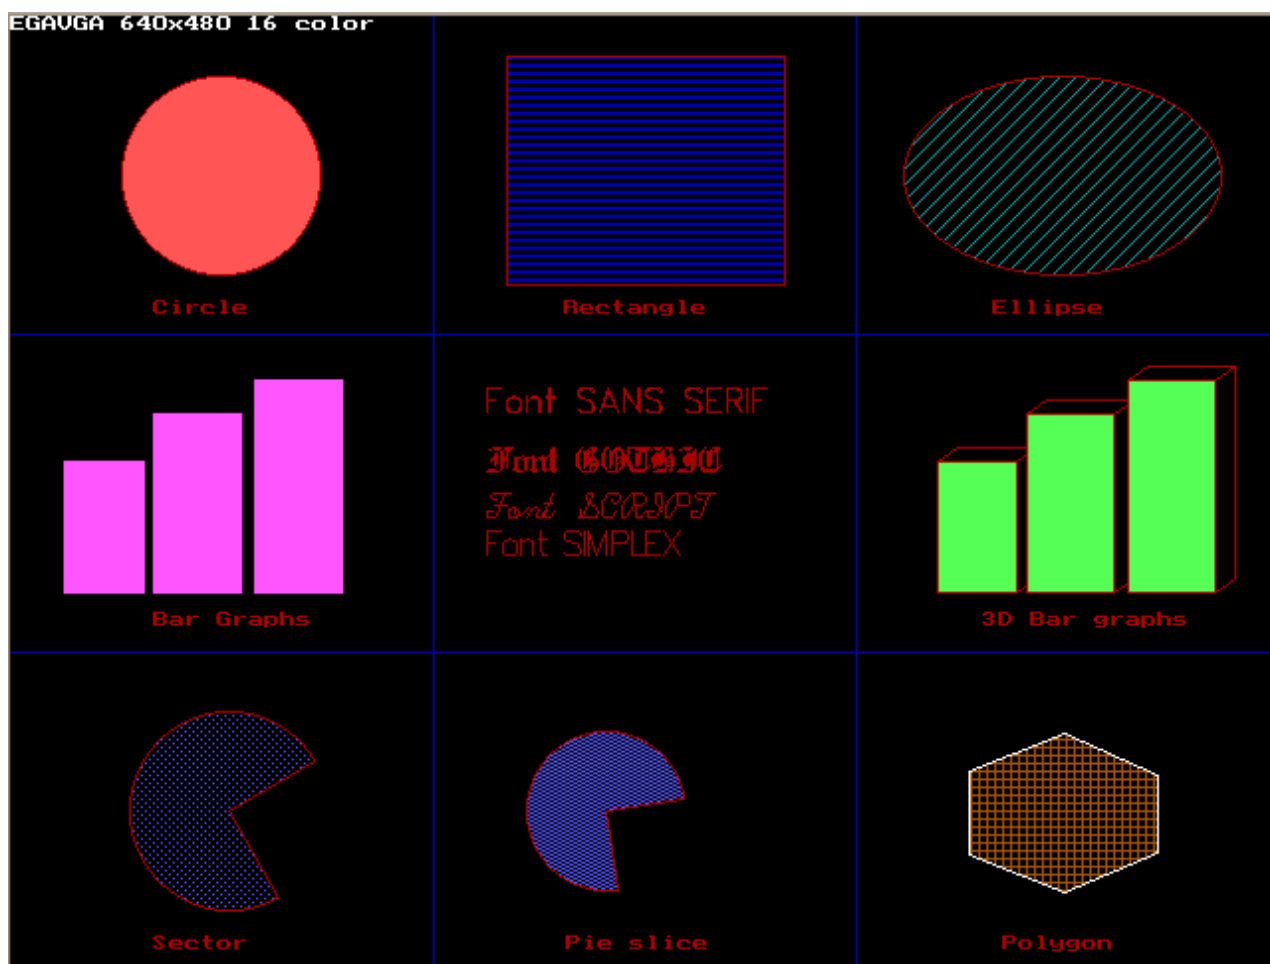 EGAVGA 640x480 16 color
Circle
Rectangle
Ellipse
Font SANS SERIF
Font GOTHIC
Font SCRIPT
Font SIMPLEX
Bar Graphs
3D Bar graphs
Sector
Pie slice
Polygon